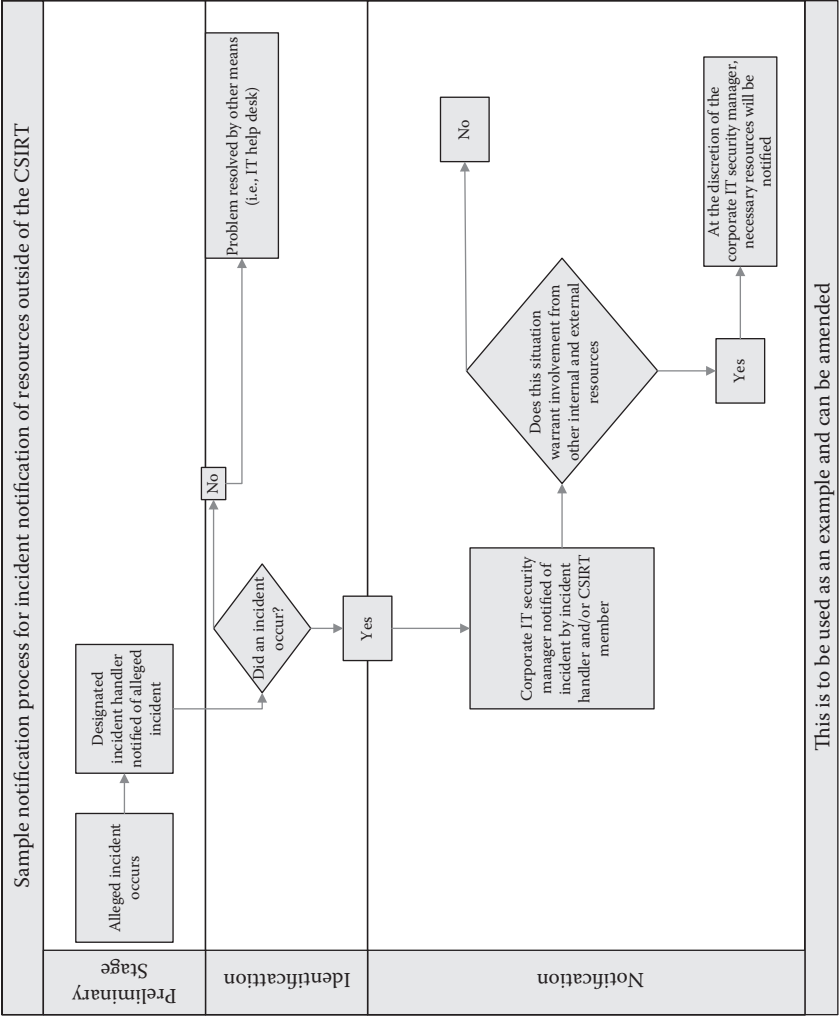 Sample notification process for incident notification of resources outside of the CSIRT
Preliminary
Stage
Alleged incident
occurs
Designated
incident handler
notified of alleged
incident
Identificattion
Did an incident
occur?
No
Problem resolved by other means
(i.e., IT help desk)
Yes
Notification
Corporate IT security
manager notified of
incident by incident
handler and/or CSIRT
member
Does this situation
warrant involvement from
other internal and external
resources
No
Yes
At the discretion of the
corporate IT security manager,
necessary resources will be
notified
This is to be used as an example and can be amended